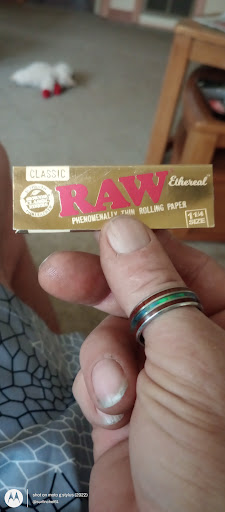 CLASSIC
RAW Ethereal
PHENOMENALLY THIN ROLLING PAPER
1 1/4
SIZE
shot on moto g stylus (2022)